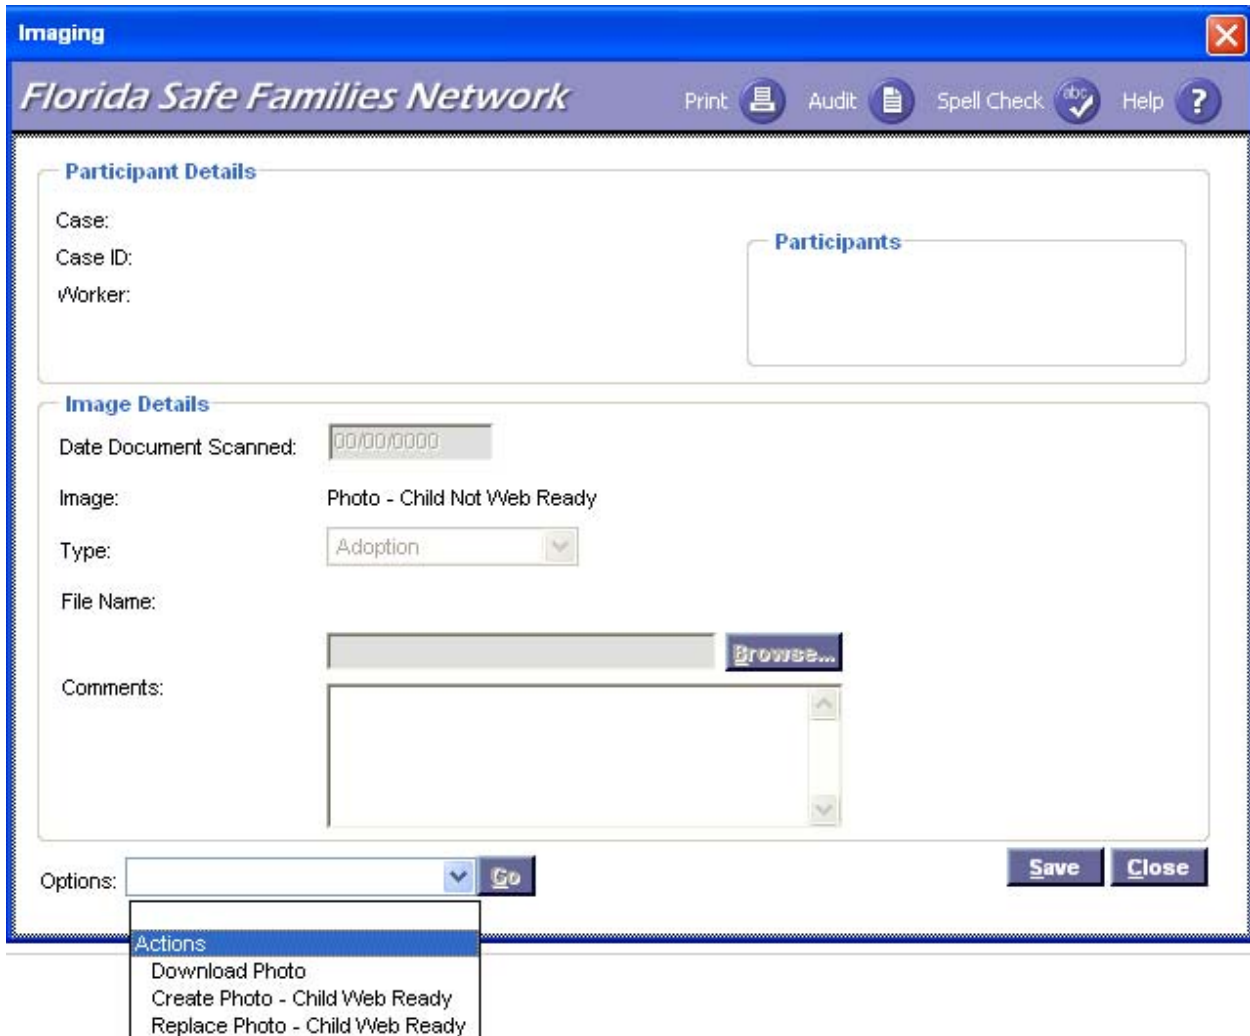 Imaging
Florida Safe Families Network Print Audit abc Spell Check Help ?
Participant Details
Case:
Case ID:
Worker:
Participants
Image Details
Date Document Scanned: 00/00/0000
Image: Photo - Child Not Web Ready
Type: Adoption
File Name:
Browse...
Comments:
Options: Go Save Close
Actions
Download Photo
Create Photo - Child Web Ready
Replace Photo - Child Web Ready